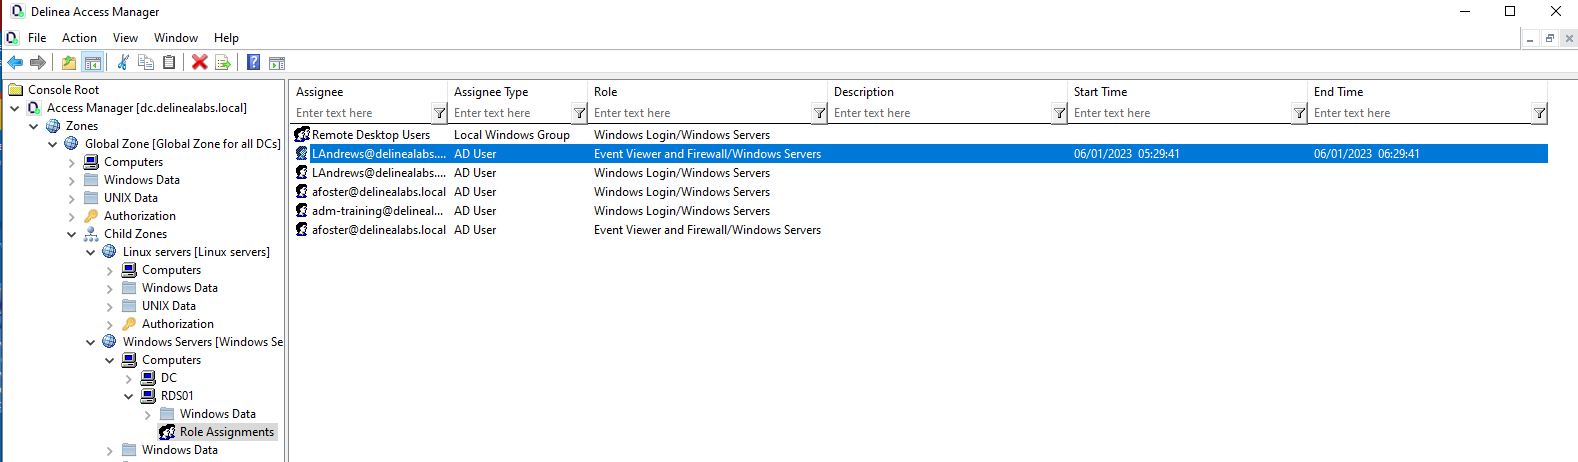 Delinea Access Manager
File Action View Window Help
Console Root
Access Manager [dc.delinealabs.local]
Zones
Global Zone [Global Zone for all DCs]
Computers
Windows Data
UNIX Data
Authorization
Child Zones
Linux servers [Linux servers]
Computers
Windows Data
UNIX Data
Authorization
Windows Servers [Windows Se
Computers
DC
RDS01
Windows Data
Role Assignments
Windows Data
Assignee Assignee Type Role Description Start Time End Time
Enter text here Enter text here Enter text here Enter text here Enter text here Enter text here
Remote Desktop Users Local Windows Group Windows Login/Windows Servers
LAndrews@delinealabs.... AD User Event Viewer and Firewall/Windows Servers 06/01/2023 05:29:41 06/01/2023 06:29:41
LAndrews@delinealabs.... AD User Windows Login/Windows Servers
afoster@delinealabs.local AD User Windows Login/Windows Servers
adm-training@delineal... AD User Windows Login/Windows Servers
afoster@delinealabs.local AD User Event Viewer and Firewall/Windows Servers